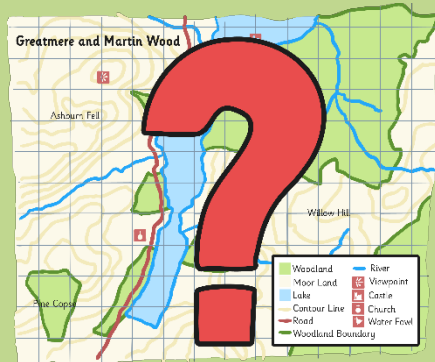 Greatmere and Martin Wood
Ashburn Fell
Willow Hill
Pine Copse
Woodland
Moor Land
Lake
Contour Line
Road
Woodland Boundary
River
Viewpoint
Castle
Church
Water Fowl